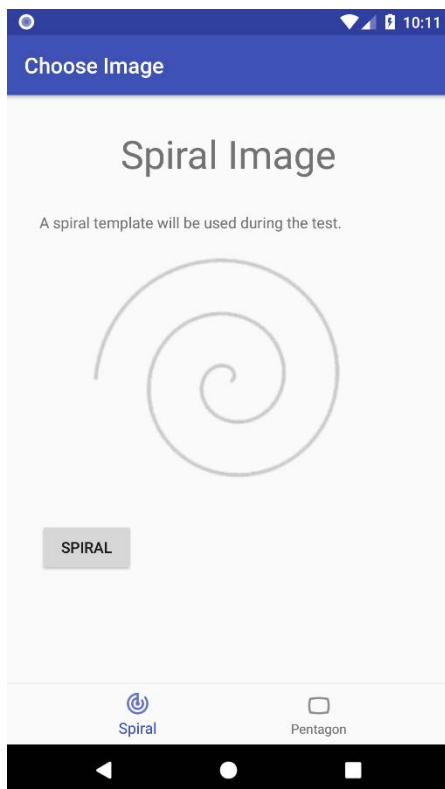 10:11
Choose Image
Spiral Image
A spiral template will be used during the test.
SPIRAL
Spiral
Pentagon